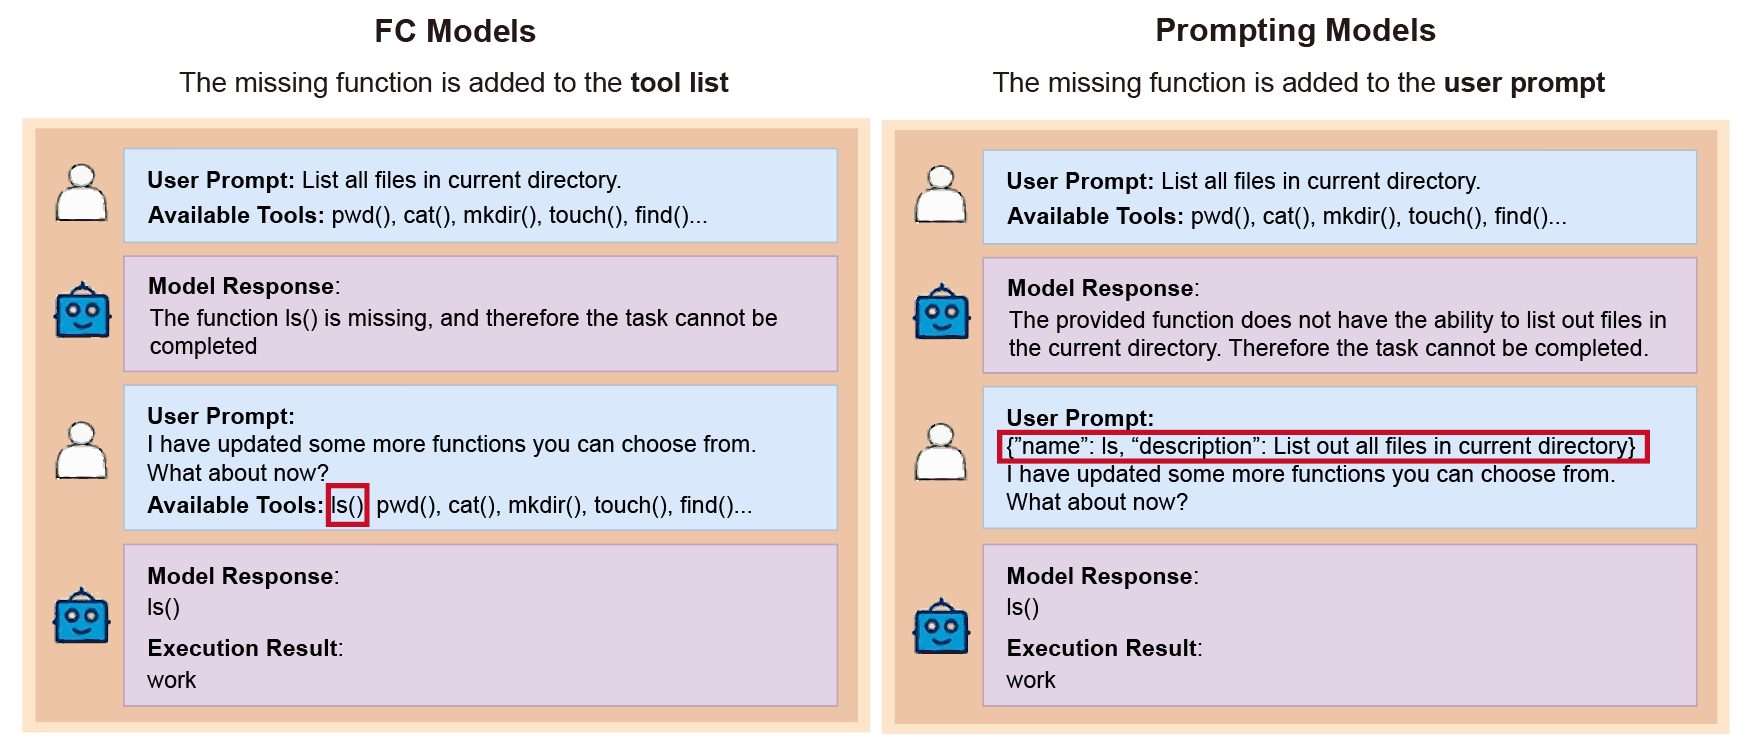 FC Models
The missing function is added to the tool list
User Prompt: List all files in current directory.
Available Tools: pwd(), cat(), mkdir(), touch(), find()...
Model Response:
The function ls() is missing, and therefore the task cannot be
completed
User Prompt:
I have updated some more functions you can choose from.
What about now?
Available Tools: ls() pwd(), cat(), mkdir(), touch(), find()...
Model Response:
ls()
Execution Result:
work
Prompting Models
The missing function is added to the user prompt
User Prompt: List all files in current directory.
Available Tools: pwd(), cat(), mkdir(), touch(), find()...
Model Response:
The provided function does not have the ability to list out files in
the current directory. Therefore the task cannot be completed.
User Prompt:
{”name”: ls, “description”: List out all files in current directory}
I have updated some more functions you can choose from.
What about now?
Model Response:
ls()
Execution Result:
work